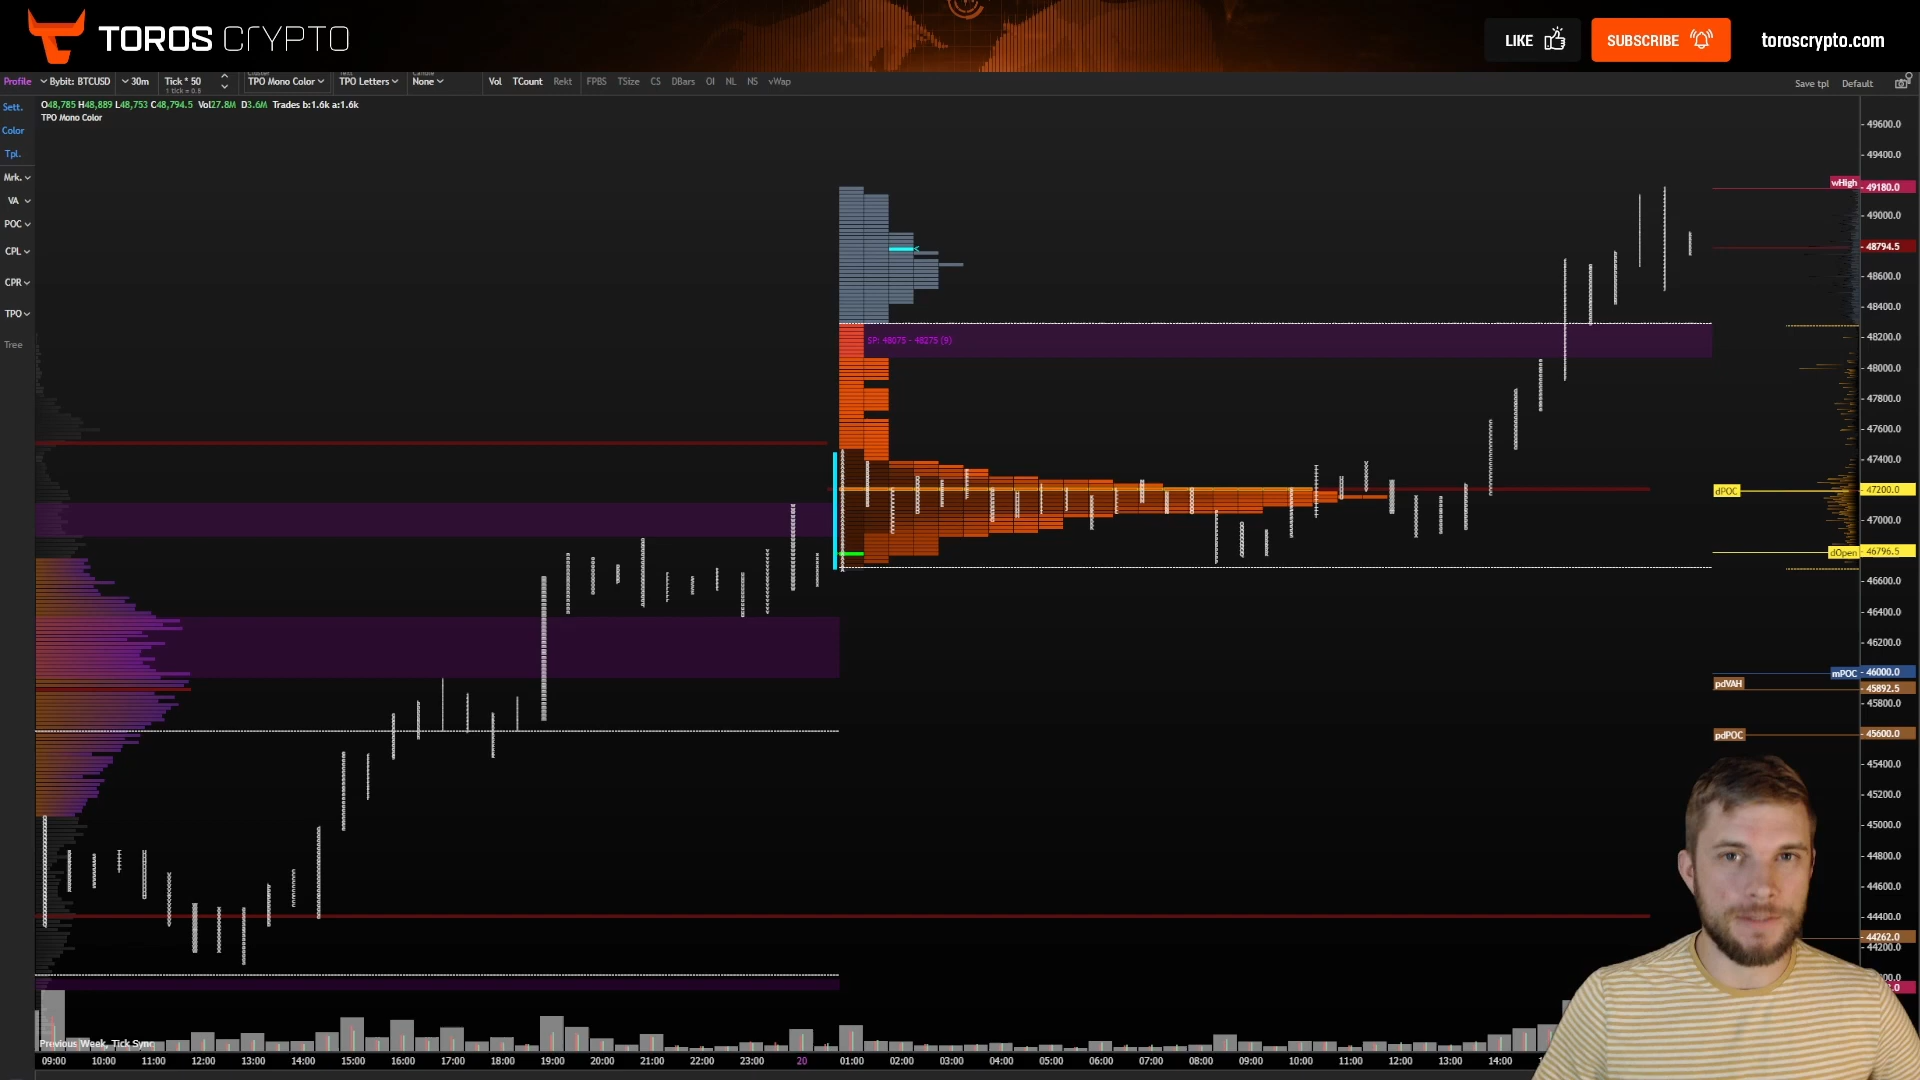 TOROS CRYPTO
LIKE
SUBSCRIBE
toroscrypto.com
Profile
Bybit: BTCUSD
30m
Tick * 50
1 tick = 0.5
TPO Mono Color
TPO Letters
None
Vol
TCount
Rekt
FPBS
TSize
CS
DBars
OI
NL
NS
vWap
Save tpl
Default
Sett.
Color
Tpl.
Mrk.
VA
POC
CPL
CPR
TPO
Tree
O48,785 H48,889 L48,753 C48,794.5 Vol27.8M D3.6M Trades b:1.6k a:1.6k
TPO Mono Color
SP: 48075 - 48275 (9)
49600.0
49400.0
wHigh 49180.0
49000.0
48794.5
48600.0
48400.0
48200.0
48000.0
47800.0
47600.0
47400.0
dPOC 47200.0
47000.0
dOpen 46796.5
46600.0
46400.0
46200.0
mPOC 46000.0
pdVAH 45892.5
45800.0
pdPOC 45600.0
45400.0
45200.0
45000.0
44800.0
44600.0
44400.0
44262.0
44200.0
Previous Week, Tick Sync
09:00 10:00 11:00 12:00 13:00 14:00 15:00 16:00 17:00 18:00 19:00 20:00 21:00 22:00 23:00 20 01:00 02:00 03:00 04:00 05:00 06:00 07:00 08:00 09:00 10:00 11:00 12:00 13:00 14:00